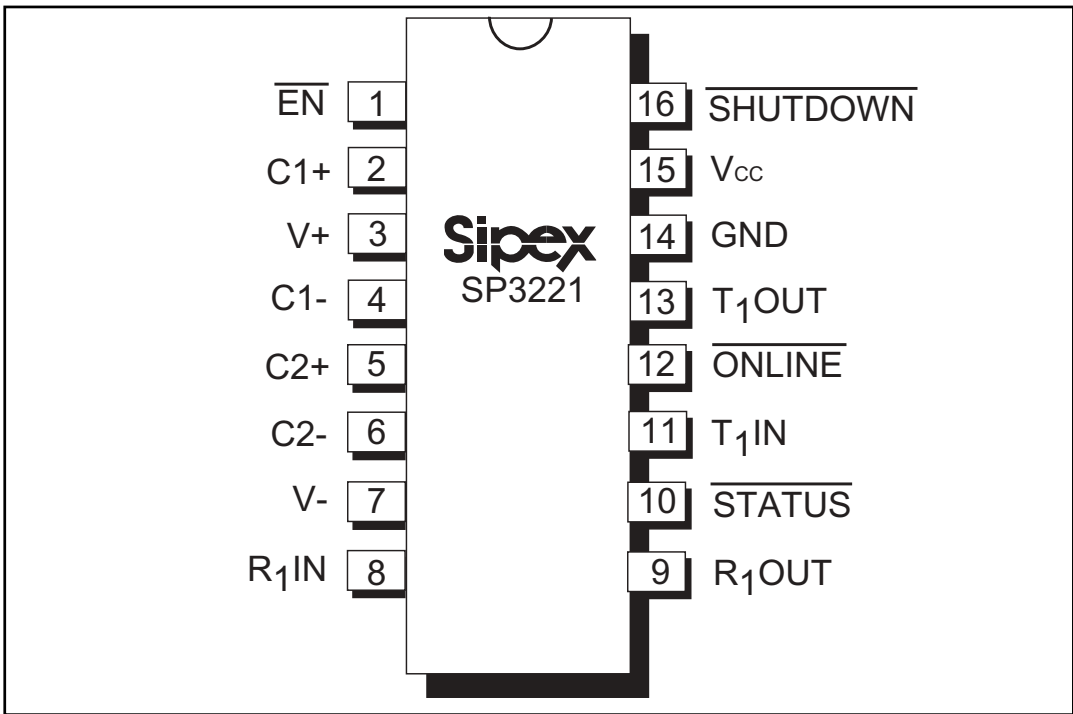 EN 1 16 SHUTDOWN
C1+ 2 15 VCC
V+ 3 14 GND
Sipex
SP3221
C1- 4 13 T1OUT
C2+ 5 12 ONLINE
C2- 6 11 T1IN
V- 7 10 STATUS
R1IN 8 9 R1OUT